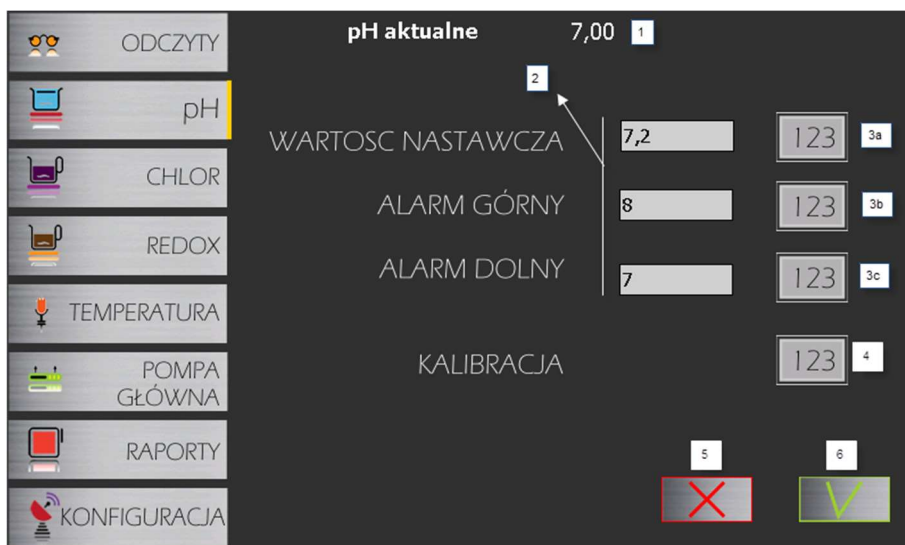 ODCZYTY
pH
CHLOR
REDOX
TEMPERATURA
POMPA
GŁÓWNA
RAPORTY
KONFIGURACJA
pH aktualne 7,00 1
2
WARTOSC NASTAWCZA 7,2 123 3a
ALARM GÓRNY 8 123 3b
ALARM DOLNY 7 123 3c
KALIBRACJA 123 4
5 6